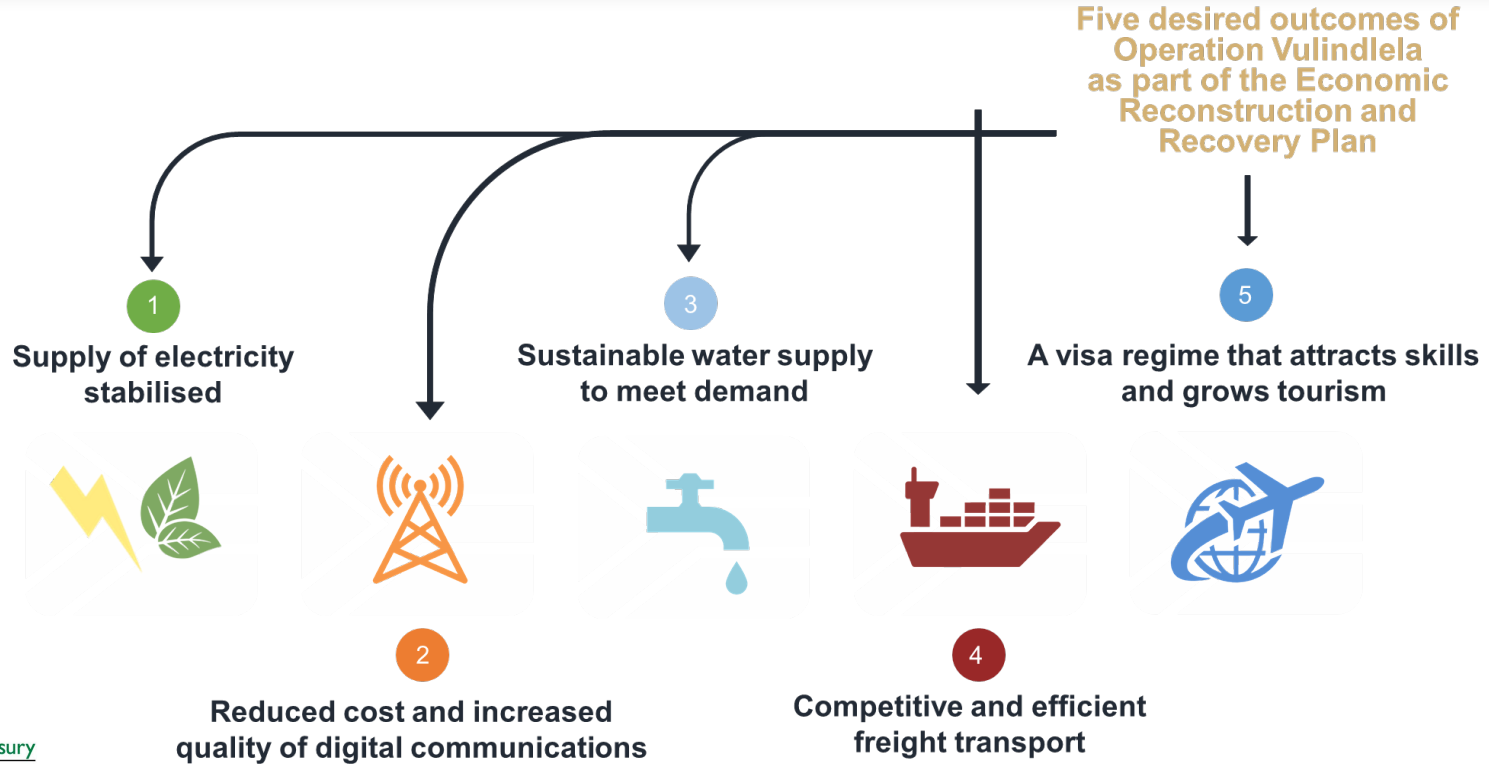 Five desired outcomes of
Operation Vulindlela
as part of the Economic
Reconstruction and
Recovery Plan
1
Supply of electricity
stabilised
2
Reduced cost and increased
quality of digital communications
3
Sustainable water supply
to meet demand
4
Competitive and efficient
freight transport
5
A visa regime that attracts skills
and grows tourism